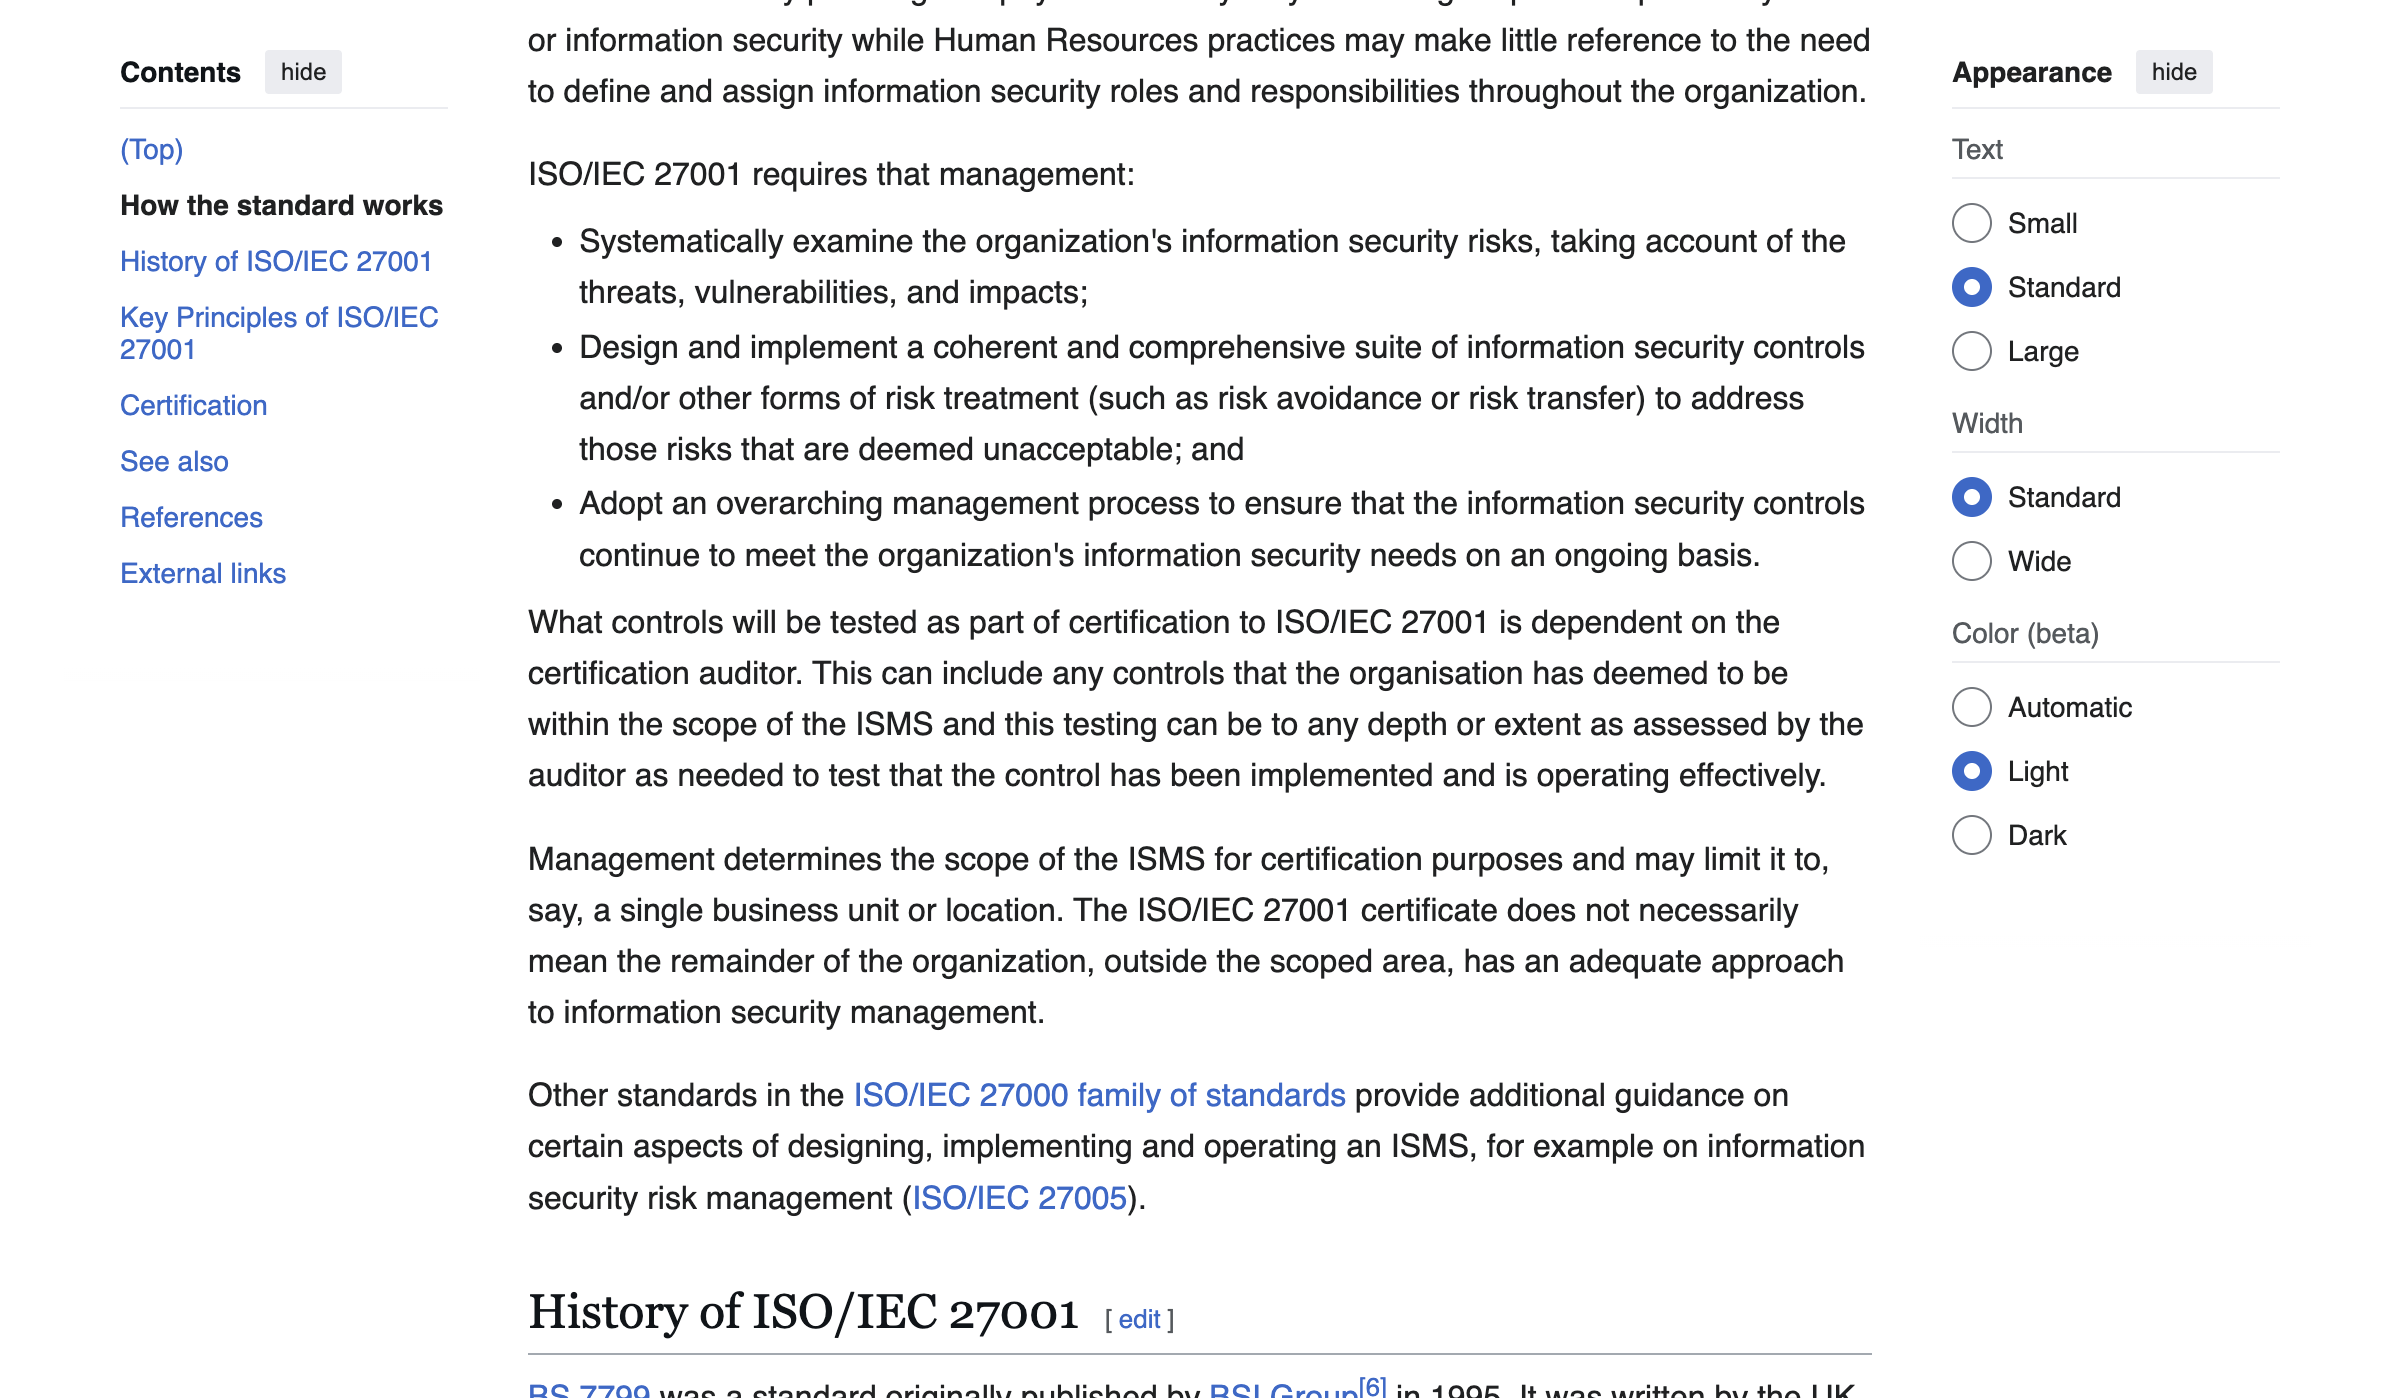 Contents hide
(Top)
How the standard works
History of ISO/IEC 27001
Key Principles of ISO/IEC
27001
Certification
See also
References
External links
or information security while Human Resources practices may make little reference to the need
to define and assign information security roles and responsibilities throughout the organization.
ISO/IEC 27001 requires that management:
• Systematically examine the organization's information security risks, taking account of the
threats, vulnerabilities, and impacts;
• Design and implement a coherent and comprehensive suite of information security controls
and/or other forms of risk treatment (such as risk avoidance or risk transfer) to address
those risks that are deemed unacceptable; and
• Adopt an overarching management process to ensure that the information security controls
continue to meet the organization's information security needs on an ongoing basis.
What controls will be tested as part of certification to ISO/IEC 27001 is dependent on the
certification auditor. This can include any controls that the organisation has deemed to be
within the scope of the ISMS and this testing can be to any depth or extent as assessed by the
auditor as needed to test that the control has been implemented and is operating effectively.
Management determines the scope of the ISMS for certification purposes and may limit it to,
say, a single business unit or location. The ISO/IEC 27001 certificate does not necessarily
mean the remainder of the organization, outside the scoped area, has an adequate approach
to information security management.
Other standards in the ISO/IEC 27000 family of standards provide additional guidance on
certain aspects of designing, implementing and operating an ISMS, for example on information
security risk management (ISO/IEC 27005).
History of ISO/IEC 27001 [ edit ]
BS 7799 was a standard originally published by BSI Group[6] in 1995. It was written by the UK
Appearance hide
Text
Small
Standard
Large
Width
Standard
Wide
Color (beta)
Automatic
Light
Dark